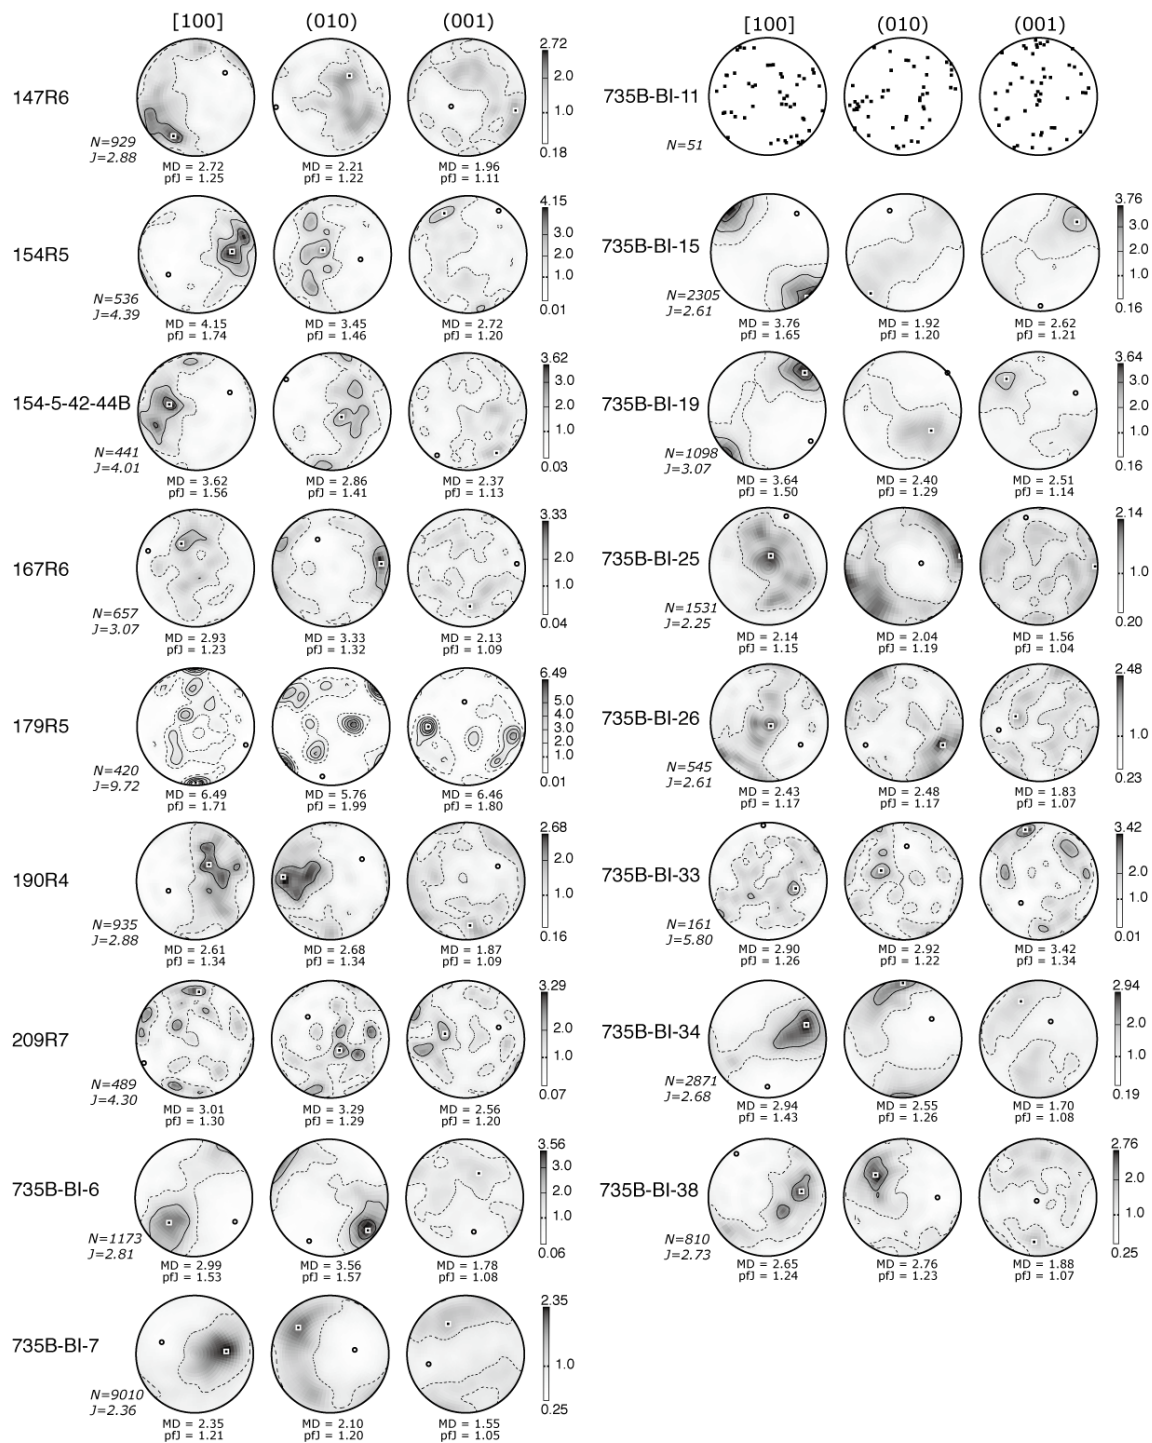 [100] (010) (001)
147R6
N=929
J=2.88
2.72
2.0
1.0
0.18
MD = 2.72 MD = 2.21 MD = 1.96
pfJ = 1.25 pfJ = 1.22 pfJ = 1.11
154R5
N=536
J=4.39
4.15
3.0
2.0
1.0
0.01
MD = 4.15 MD = 3.45 MD = 2.72
pfJ = 1.74 pfJ = 1.46 pfJ = 1.20
154-5-42-44B
N=441
J=4.01
3.62
3.0
2.0
1.0
0.03
MD = 3.62 MD = 2.86 MD = 2.37
pfJ = 1.56 pfJ = 1.41 pfJ = 1.13
167R6
N=657
J=3.07
3.33
2.0
1.0
0.04
MD = 2.93 MD = 3.33 MD = 2.13
pfJ = 1.23 pfJ = 1.32 pfJ = 1.09
179R5
N=420
J=9.72
6.49
5.0
4.0
3.0
2.0
1.0
0.01
MD = 6.49 MD = 5.76 MD = 6.46
pfJ = 1.71 pfJ = 1.99 pfJ = 1.80
190R4
N=935
J=2.88
2.68
2.0
1.0
0.16
MD = 2.61 MD = 2.68 MD = 1.87
pfJ = 1.34 pfJ = 1.34 pfJ = 1.09
209R7
N=489
J=4.30
3.29
2.0
1.0
0.07
MD = 3.01 MD = 3.29 MD = 2.56
pfJ = 1.30 pfJ = 1.29 pfJ = 1.20
735B-BI-6
N=1173
J=2.81
3.56
3.0
2.0
1.0
0.06
MD = 2.99 MD = 3.56 MD = 1.78
pfJ = 1.53 pfJ = 1.57 pfJ = 1.08
735B-BI-7
N=9010
J=2.36
2.35
1.0
0.25
MD = 2.35 MD = 2.10 MD = 1.55
pfJ = 1.21 pfJ = 1.20 pfJ = 1.05
[100] (010) (001)
735B-BI-11
N=51
735B-BI-15
N=2305
J=2.61
3.76
3.0
2.0
1.0
0.16
MD = 3.76 MD = 1.92 MD = 2.62
pfJ = 1.65 pfJ = 1.20 pfJ = 1.21
735B-BI-19
N=1098
J=3.07
3.64
3.0
2.0
1.0
0.16
MD = 3.64 MD = 2.40 MD = 2.51
pfJ = 1.50 pfJ = 1.29 pfJ = 1.14
735B-BI-25
N=1531
J=2.25
2.14
1.0
0.20
MD = 2.14 MD = 2.04 MD = 1.56
pfJ = 1.15 pfJ = 1.19 pfJ = 1.04
735B-BI-26
N=545
J=2.61
2.48
1.0
0.23
MD = 2.43 MD = 2.48 MD = 1.83
pfJ = 1.17 pfJ = 1.17 pfJ = 1.07
735B-BI-33
N=161
J=5.80
3.42
2.0
1.0
0.01
MD = 2.90 MD = 2.92 MD = 3.42
pfJ = 1.26 pfJ = 1.22 pfJ = 1.34
735B-BI-34
N=2871
J=2.68
2.94
2.0
1.0
0.19
MD = 2.94 MD = 2.55 MD = 1.70
pfJ = 1.43 pfJ = 1.26 pfJ = 1.08
735B-BI-38
N=810
J=2.73
2.76
2.0
1.0
0.25
MD = 2.65 MD = 2.76 MD = 1.88
pfJ = 1.24 pfJ = 1.23 pfJ = 1.07